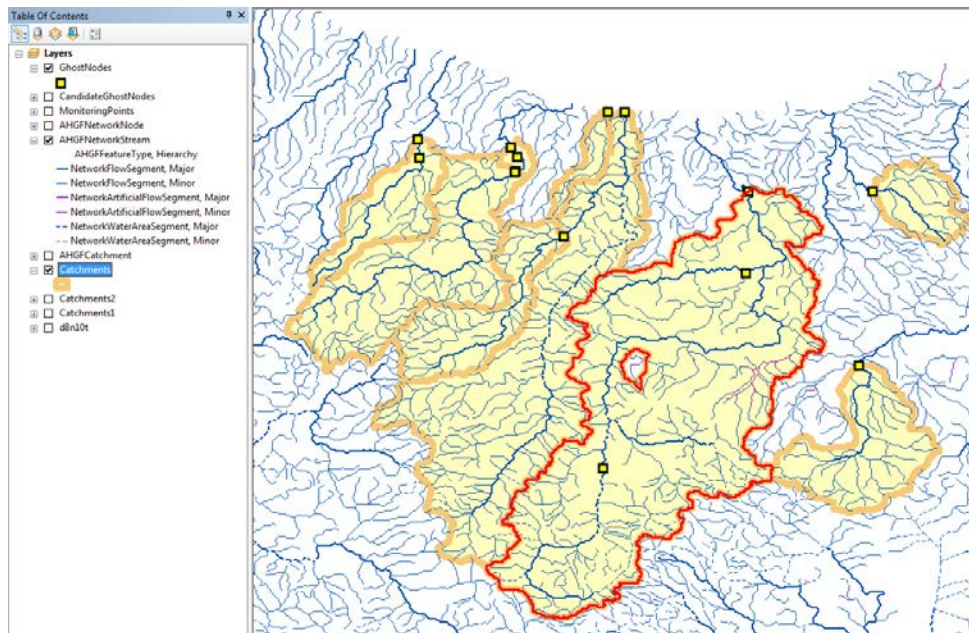 Table Of Contents
Layers
GhostNodes
CandidateGhostNodes
MonitoringPoints
AHGFNetworkNode
AHGFNetworkStream
AHGFFeatureType, Hierarchy
NetworkFlowSegment, Major
NetworkFlowSegment, Minor
NetworkArtificialFlowSegment, Major
NetworkArtificialFlowSegment, Minor
NetworkWaterAreaSegment, Major
NetworkWaterAreaSegment, Minor
AHGFCatchment
Catchments
Catchments2
Catchments1
d8n10t